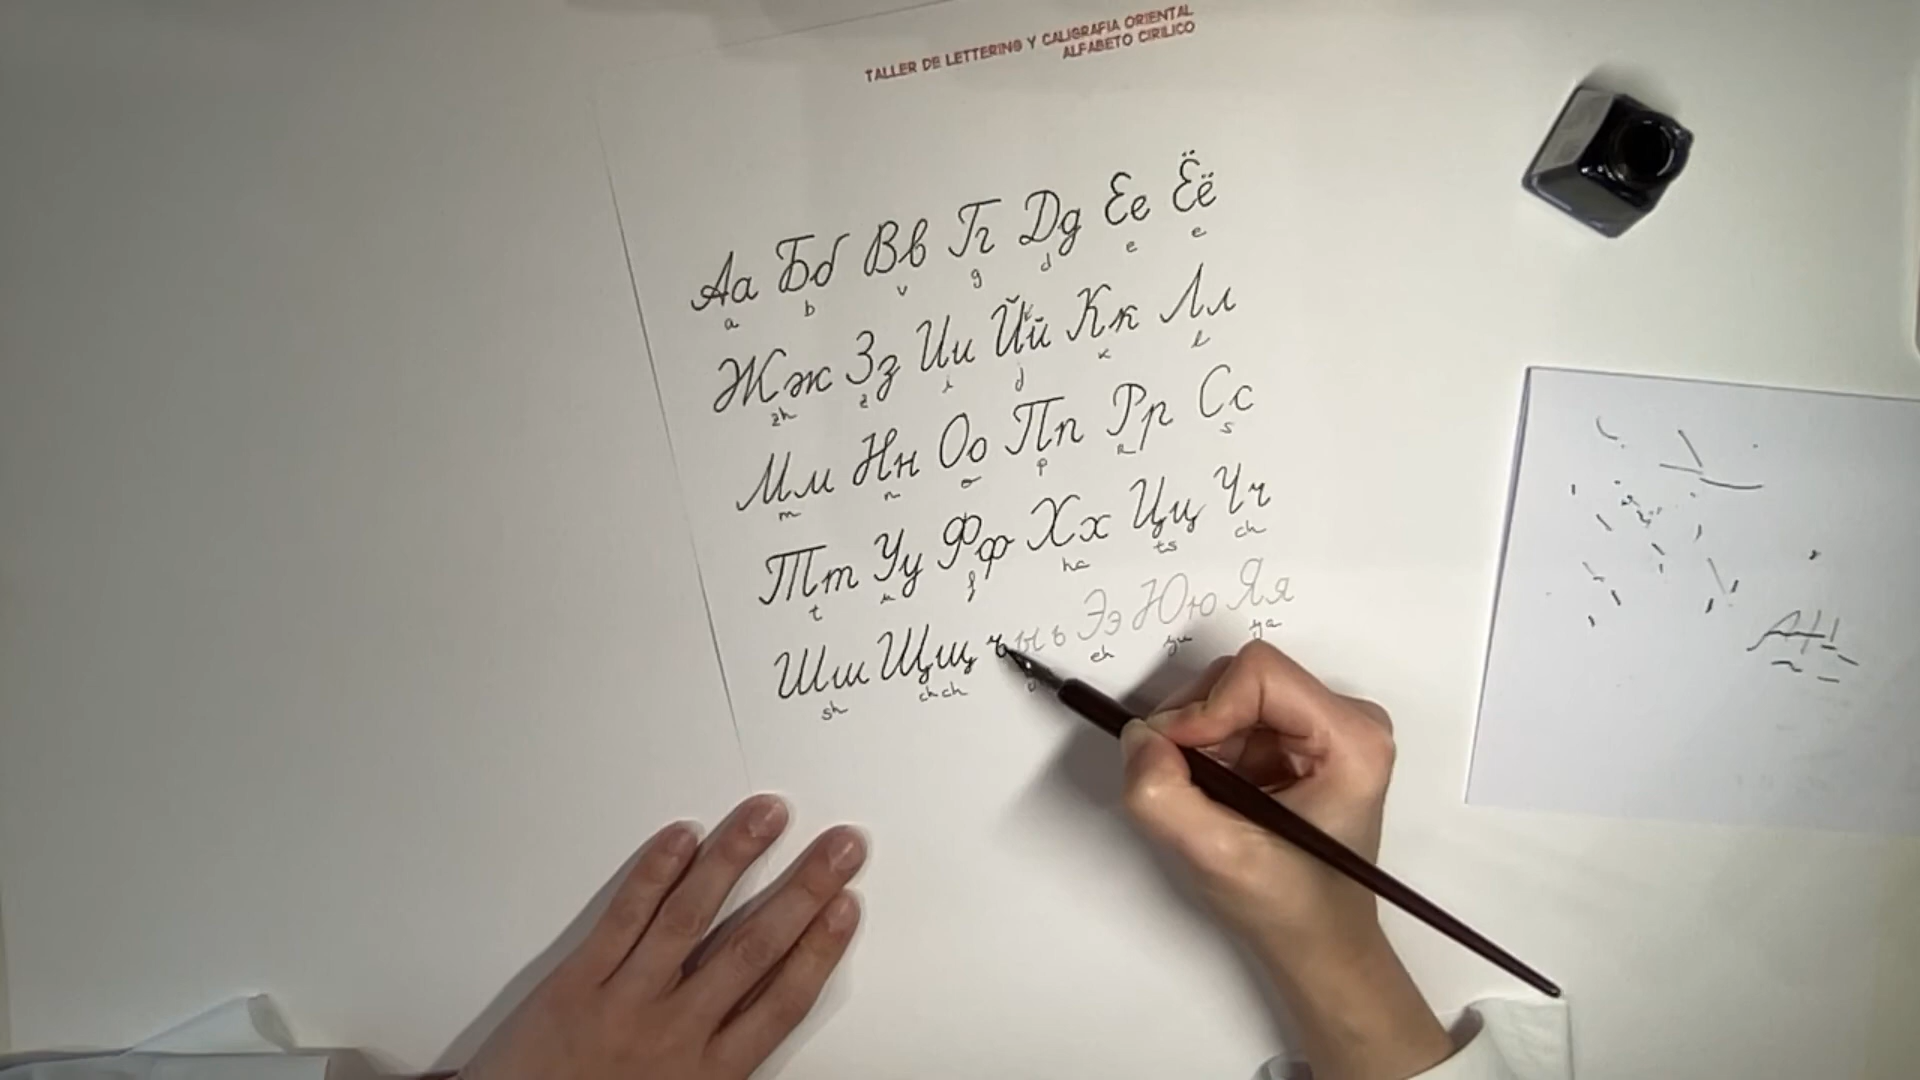 TALLER DE LETTERING Y CALIGRAFIA ORIENTAL
ALFABETO CIRILICO
Аа Бб Вв Гг Дд Ее Ёё
a b v g d e e
Жж Зз Ии Йй Кк Лл
zh z i j k l
Мм Нн Оо Пп Рр Сс
m n o p r s
Тт Уу Фф Хх Цц Чч
t u f ha ts ch
Шш Щщ ъ ы ь Ээ Юю Яя
sh chch eh yu ya